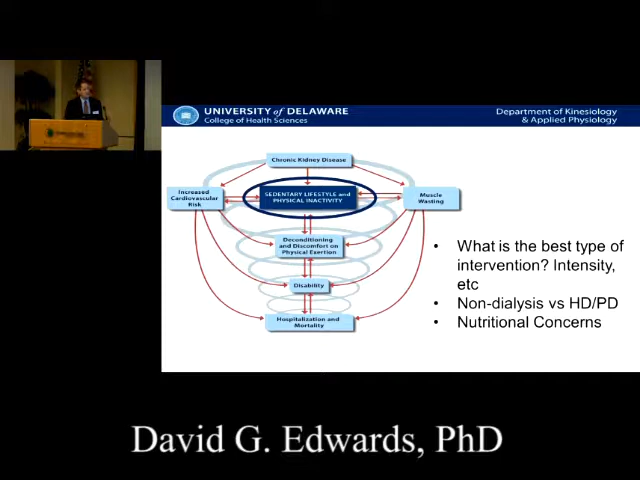 UNIVERSITY of DELAWARE
College of Health Sciences
Department of Kinesiology
& Applied Physiology
Chronic Kidney Disease
Increased
Cardiovascular
Risk
SEDENTARY LIFESTYLE and
PHYSICAL INACTIVITY
Muscle
Wasting
Deconditioning
and Discomfort on
Physical Exertion
Disability
Hospitalization and
Mortality
• What is the best type of
intervention? Intensity,
etc
• Non-dialysis vs HD/PD
• Nutritional Concerns
David G. Edwards, PhD